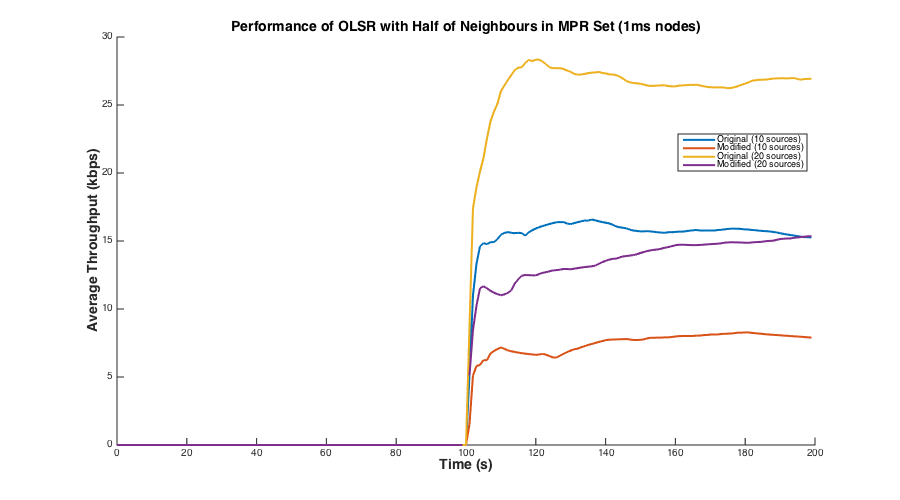 Performance of OLSR with Half of Neighbours in MPR Set (1ms nodes)
30
25
20
15
10
5
0
Average Throughput (kbps)
Original (10 sources)
Modified (10 sources)
Original (20 sources)
Modified (20 sources)
0 20 40 60 80 100 120 140 160 180 200
Time (s)